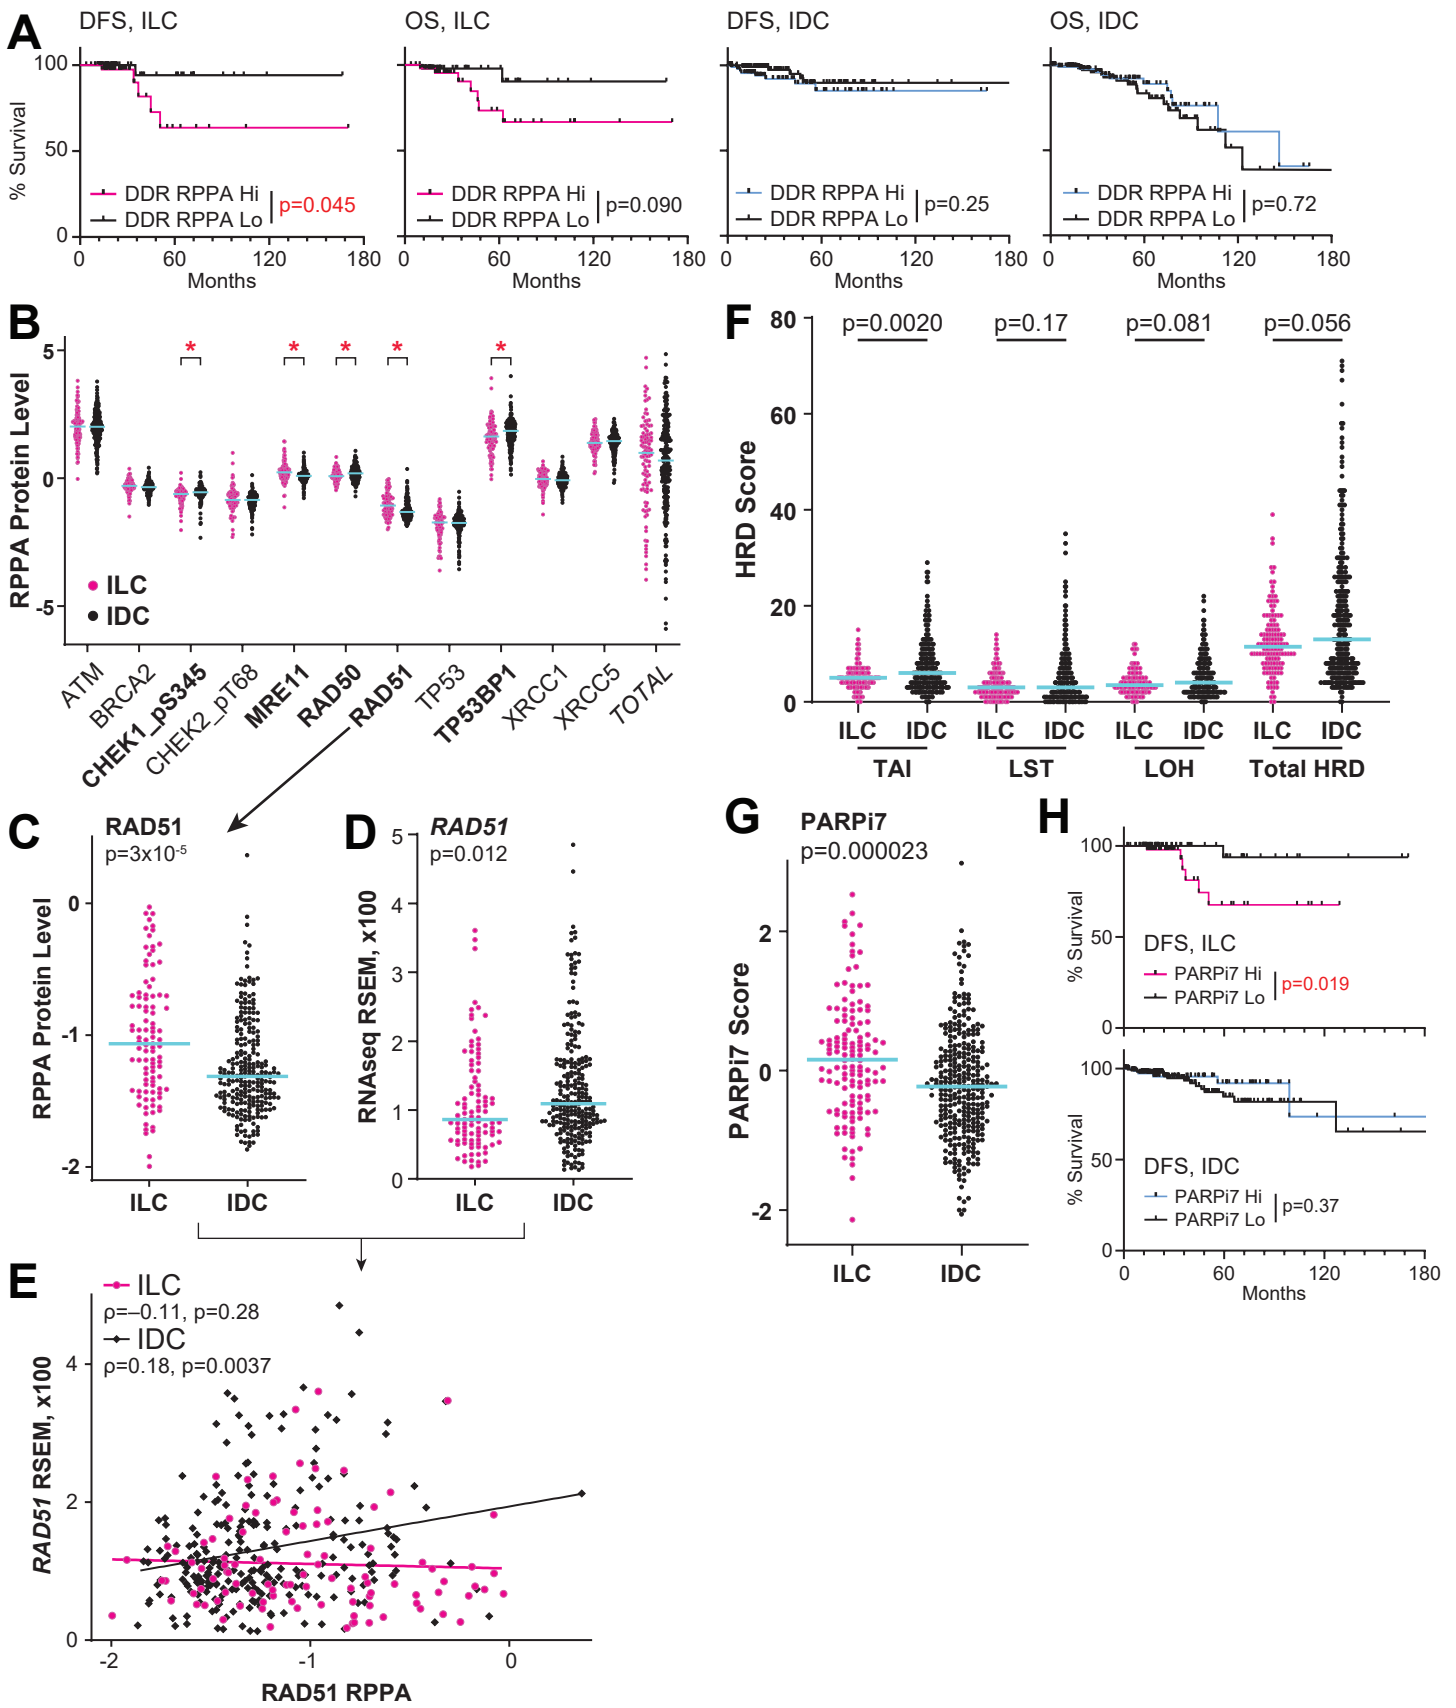 A
DFS, ILC
OS, ILC
DFS, IDC
OS, IDC
% Survival
100
50
0
DDR RPPA Hi
DDR RPPA Lo
p=0.045
DDR RPPA Hi
DDR RPPA Lo
p=0.090
DDR RPPA Hi
DDR RPPA Lo
p=0.25
DDR RPPA Hi
DDR RPPA Lo
p=0.72
0 60 120 180
0 60 120 180
0 60 120 180
0 60 120 180
Months
Months
Months
Months
B
RPPA Protein Level
5
0
-5
* * * * *
ILC
IDC
ATM
BRCA2
CHEK1_pS345
CHEK2_pT68
MRE11
RAD50
RAD51
TP53
TP53BP1
XRCC1
XRCC5
TOTAL
F
HRD Score
80
60
40
20
0
p=0.0020
p=0.17
p=0.081
p=0.056
ILC IDC ILC IDC ILC IDC ILC IDC
TAI LST LOH Total HRD
C
RAD51
p=3x10-5
RPPA Protein Level
0
-1
-2
ILC IDC
D
RAD51
p=0.012
RNAseq RSEM, x100
5
4
3
2
1
0
ILC IDC
E
ILC
ρ=–0.11, p=0.28
IDC
ρ=0.18, p=0.0037
RAD51 RSEM, x100
4
2
0
-2 -1 0
RAD51 RPPA
G
PARPi7
p=0.000023
PARPi7 Score
2
0
-2
ILC IDC
H
% Survival
100
50
0
DFS, ILC
PARPi7 Hi
PARPi7 Lo
p=0.019
% Survival
100
50
0
DFS, IDC
PARPi7 Hi
PARPi7 Lo
p=0.37
0 60 120 180
Months